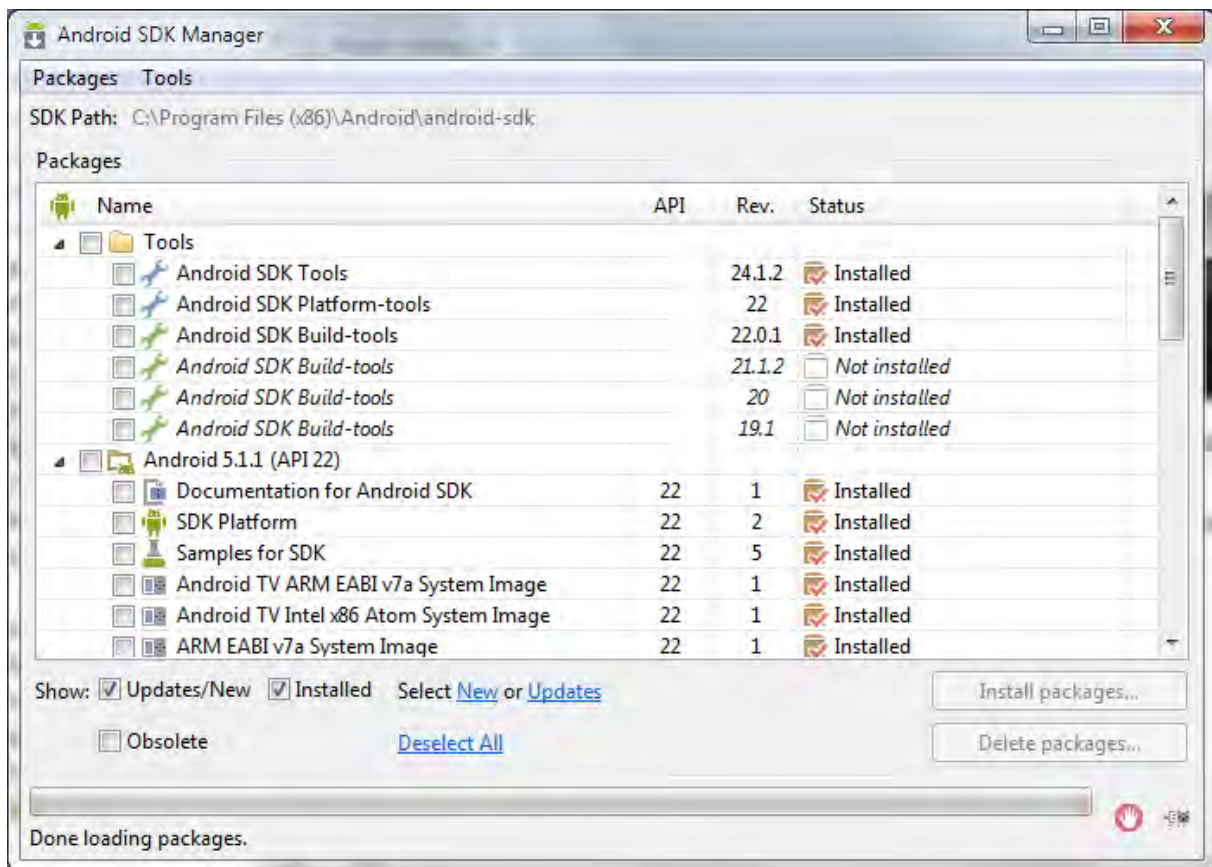 Android SDK Manager
Packages Tools
SDK Path: C:\Program Files (x86)\Android\android-sdk
Packages
Name API Rev. Status
Tools
Android SDK Tools 24.1.2 Installed
Android SDK Platform-tools 22 Installed
Android SDK Build-tools 22.0.1 Installed
Android SDK Build-tools 21.1.2 Not installed
Android SDK Build-tools 20 Not installed
Android SDK Build-tools 19.1 Not installed
Android 5.1.1 (API 22)
Documentation for Android SDK 22 1 Installed
SDK Platform 22 2 Installed
Samples for SDK 22 5 Installed
Android TV ARM EABI v7a System Image 22 1 Installed
Android TV Intel x86 Atom System Image 22 1 Installed
ARM EABI v7a System Image 22 1 Installed
Show: Updates/New Installed Select New or Updates Install packages...
Obsolete Deselect All Delete packages...
Done loading packages.